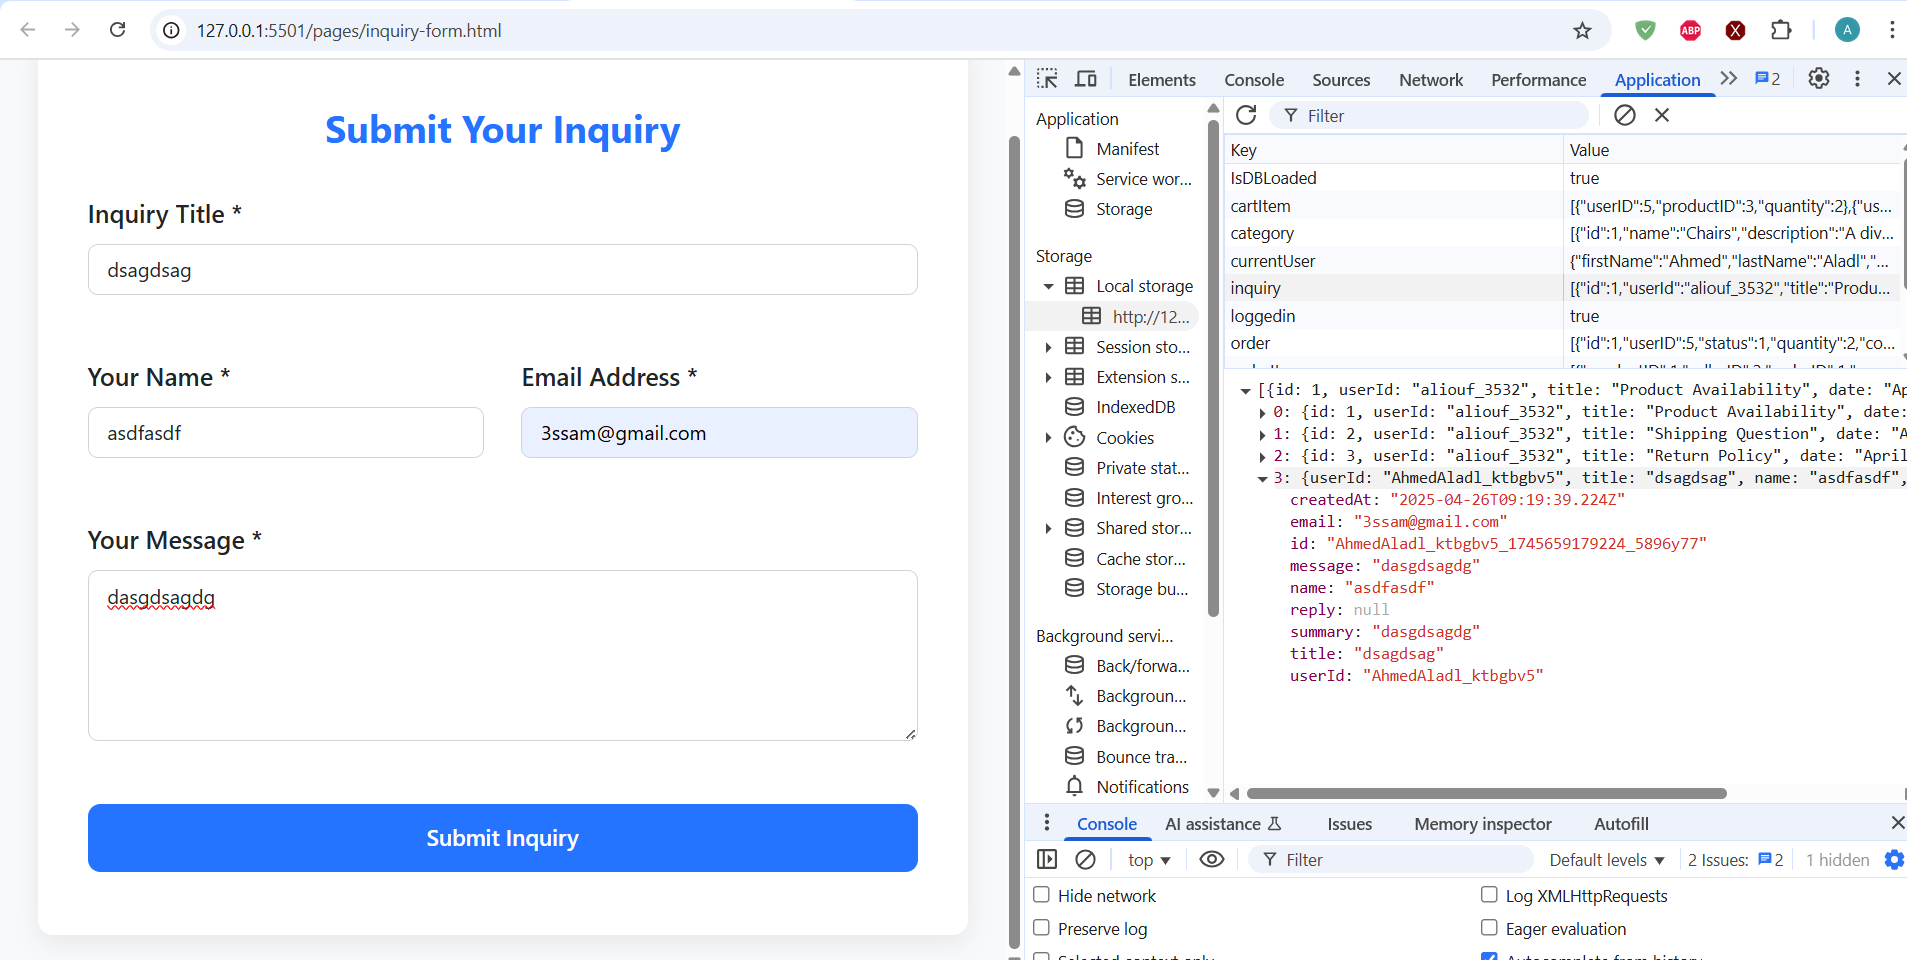 127.0.0.1:5501/pages/inquiry-form.html
ABP
X
A
Submit Your Inquiry
Inquiry Title *
dsagdsag
Your Name *
Email Address *
asdfasdf
3ssam@gmail.com
Your Message *
dasgdsagdg
Submit Inquiry
Elements
Console
Sources
Network
Performance
Application
2
Application
Manifest
Service wor...
Storage
Storage
Local storage
http://12...
Session sto...
Extension s...
IndexedDB
Cookies
Private stat...
Interest gro...
Shared stor...
Cache stor...
Storage bu...
Background servi...
Back/forwa...
Backgroun...
Backgroun...
Bounce tra...
Notifications
Filter
Key Value
IsDBLoaded true
cartItem [{"userID":5,"productID":3,"quantity":2},{"us...
category [{"id":1,"name":"Chairs","description":"A div...
currentUser {"firstName":"Ahmed","lastName":"Aladl","...
inquiry [{"id":1,"userId":"aliouf_3532","title":"Produ...
loggedin true
order [{"id":1,"userID":5,"status":1,"quantity":2,"co...
[{id: 1, userId: "aliouf_3532", title: "Product Availability", date: "Ap
0: {id: 1, userId: "aliouf_3532", title: "Product Availability", date:
1: {id: 2, userId: "aliouf_3532", title: "Shipping Question", date: "A
2: {id: 3, userId: "aliouf_3532", title: "Return Policy", date: "April
3: {userId: "AhmedAladl_ktbgbv5", title: "dsagdsag", name: "asdfasdf",
createdAt: "2025-04-26T09:19:39.224Z"
email: "3ssam@gmail.com"
id: "AhmedAladl_ktbgbv5_1745659179224_5896y77"
message: "dasgdsagdg"
name: "asdfasdf"
reply: null
summary: "dasgdsagdg"
title: "dsagdsag"
userId: "AhmedAladl_ktbgbv5"
Console
AI assistance
Issues
Memory inspector
Autofill
top
Filter
Default levels
2 Issues: 2
1 hidden
Hide network
Log XMLHttpRequests
Preserve log
Eager evaluation
Selected context only
Autocomplete from history